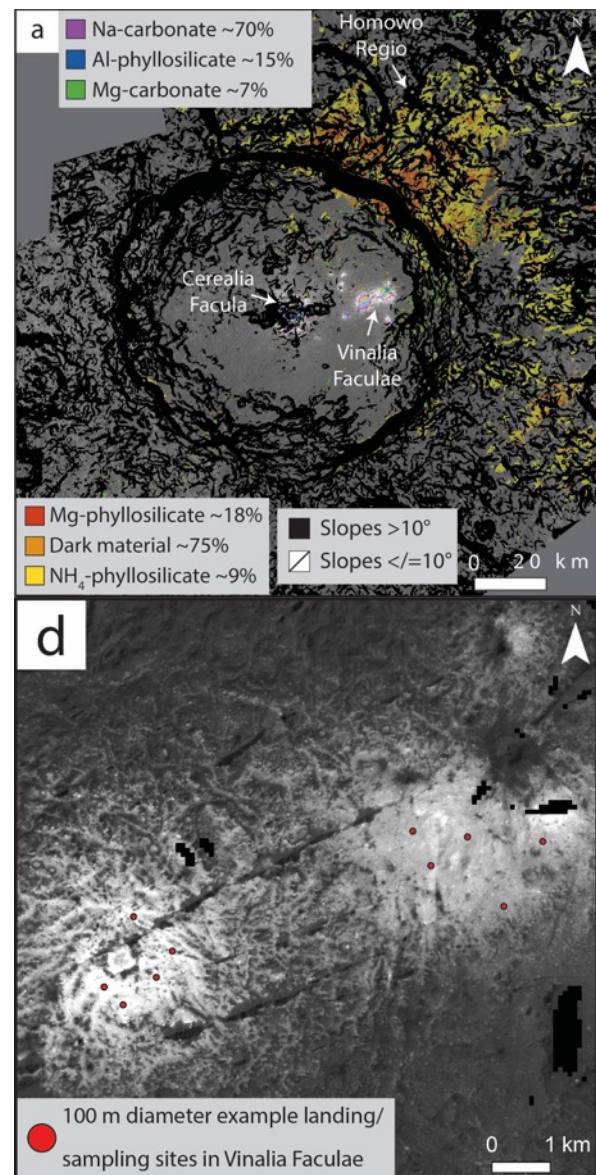 a
Na-carbonate ~70%
Al-phyllosilicate ~15%
Mg-carbonate ~7%
Homowo
Regio
N
Cerealia
Facula
Vinalia
Faculae
Mg-phyllosilicate ~18%
Dark material ~75%
NH₄-phyllosilicate ~9%
Slopes >10°
Slopes </=10°
0 20 km
d
N
100 m diameter example landing/
sampling sites in Vinalia Faculae
0 1 km